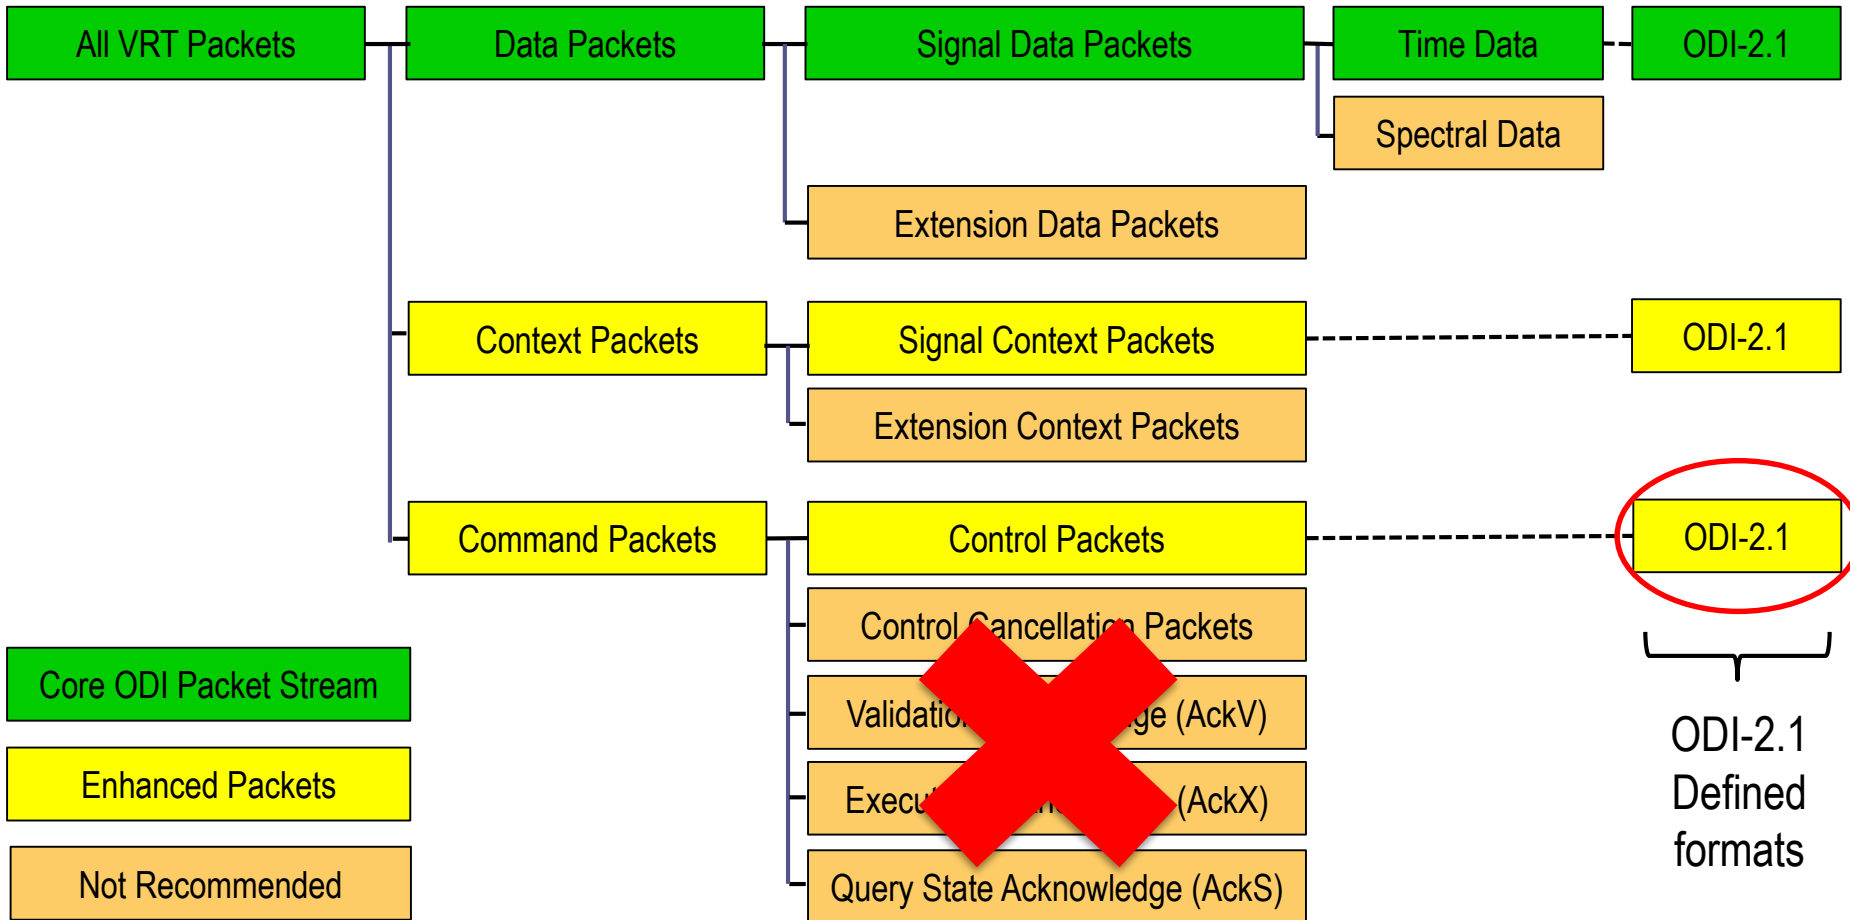 All VRT Packets
Data Packets
Signal Data Packets
Time Data
ODI-2.1
Spectral Data
Extension Data Packets
Context Packets
Signal Context Packets
ODI-2.1
Extension Context Packets
Command Packets
Control Packets
ODI-2.1
Control Cancellation Packets
(AckV)
(AckX)
Query State Acknowledge (AckS)
Core ODI Packet Stream
Enhanced Packets
Not Recommended
ODI-2.1
Defined
formats